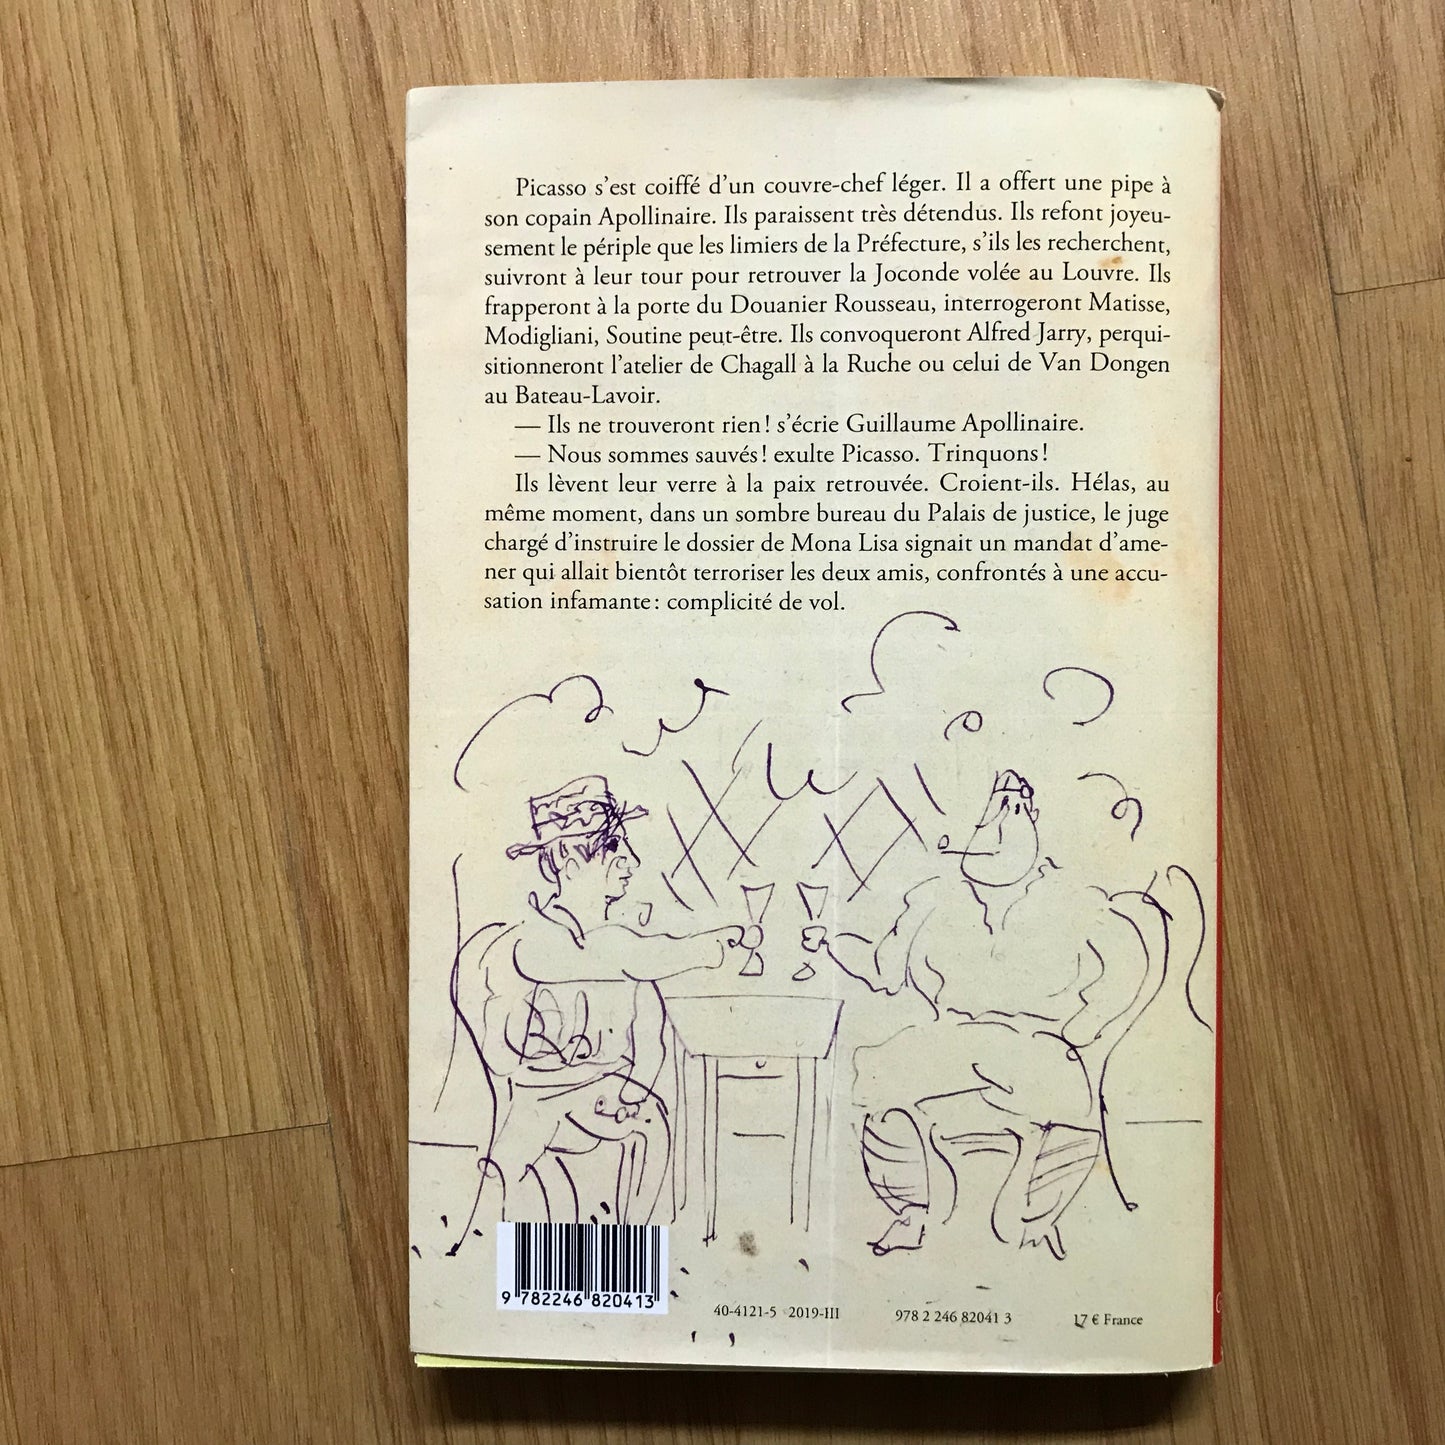 Picasso s'est coiffé d'un couvre-chef léger. Il a offert une pipe à
son copain Apollinaire. Ils paraissent très détendus. Ils refont joyeu-
sement le périple que les limiers de la Préfecture, s'ils les recherchent,
suivront à leur tour pour retrouver la Joconde volée au Louvre. Ils
frapperont à la porte du Douanier Rousseau, interrogeront Matisse,
Modigliani, Soutine peut-être. Ils convoqueront Alfred Jarry, perqui-
sitionneront l'atelier de Chagall à la Ruche ou celui de Van Dongen
au Bateau-Lavoir.
— Ils ne trouveront rien ! s'écrie Guillaume Apollinaire.
— Nous sommes sauvés ! exulte Picasso. Trinquons !
Ils lèvent leur verre à la paix retrouvée. Croient-ils. Hélas, au
même moment, dans un sombre bureau du Palais de justice, le juge
chargé d'instruire le dossier de Mona Lisa signait un mandat d'ame-
ner qui allait bientôt terroriser les deux amis, confrontés à une accu-
sation infamante : complicité de vol.
9 782246 820413
40-4121-5 2019-III
978 2 246 82041 3
17 € France